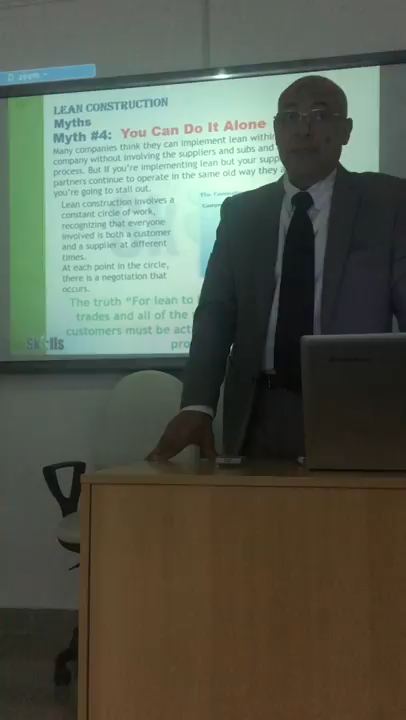 zoom
LEAN CONSTRUCTION
Myths
Myth #4: You Can Do It Alone
Many companies think they can implement lean within
company without involving the suppliers and subs and
process. But if you're implementing lean but your supp
partners continue to operate in the same old way they a
you're going to stall out.
Lean construction involves a
constant circle of work,
recognizing that everyone
involved is both a customer
and a supplier at different
times.
At each point in the circle,
there is a negotiation that
occurs.
The truth "For lean to
trades and all of the
customers must be act
pro
Skills